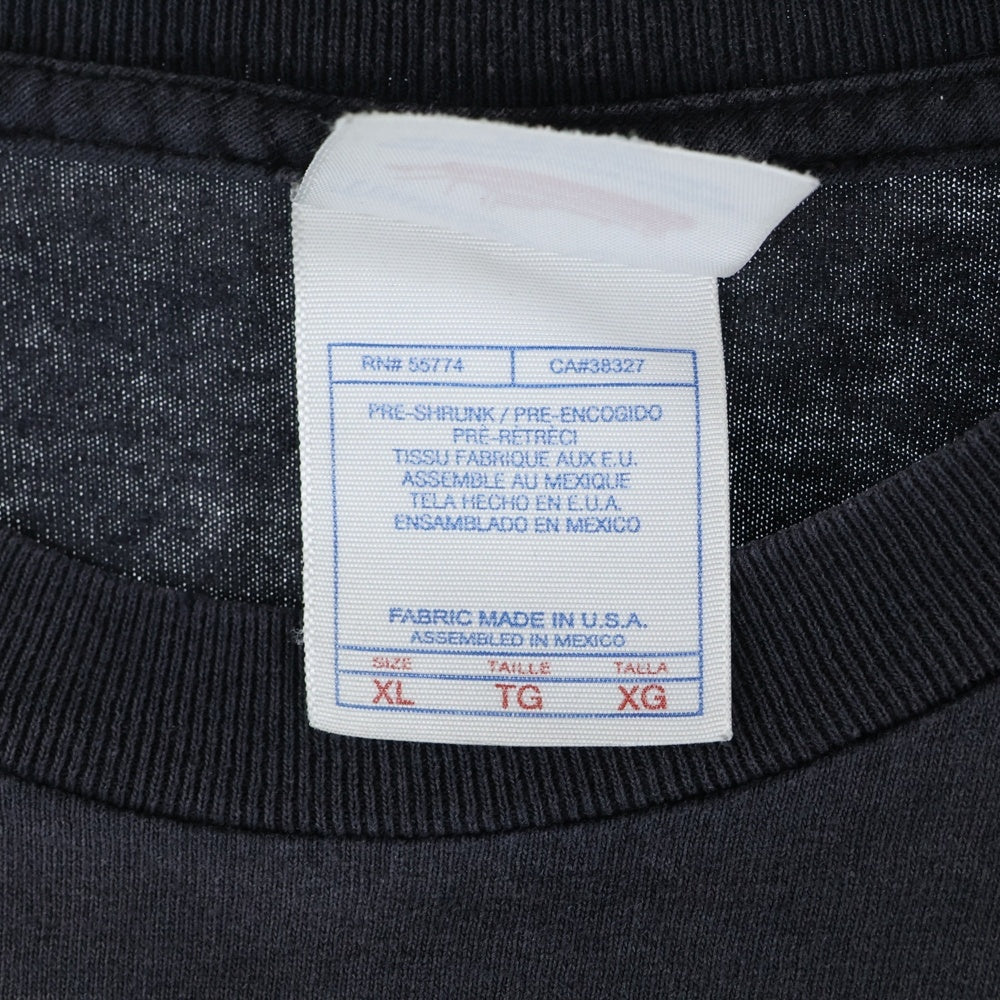 RN# 55774 CA#38327
PRE-SHRUNK / PRE-ENCOGIDO
PRÉ-RÉTRÉCI
TISSU FABRIQUE AUX E.U.
ASSEMBLE AU MEXIQUE
TELA HECHO EN E.U.A.
ENSAMBLADO EN MEXICO
FABRIC MADE IN U.S.A.
ASSEMBLED IN MEXICO
SIZE TAILLE TALLA
XL TG XG